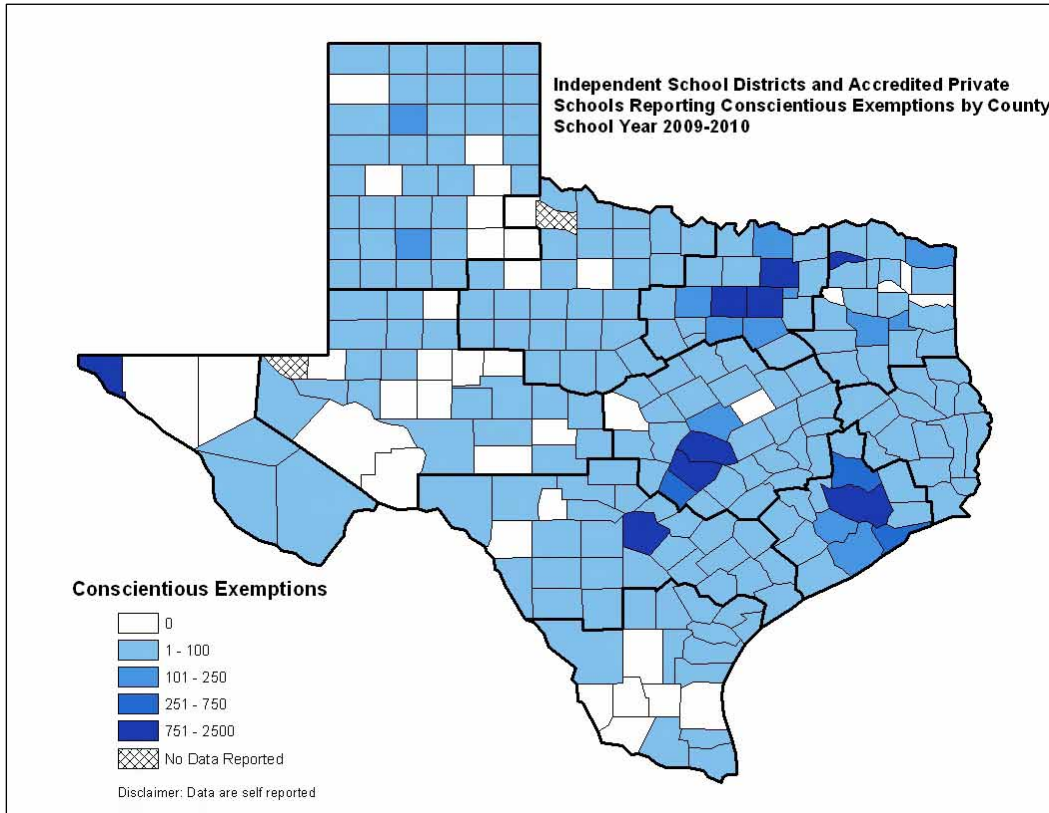 Independent School Districts and Accredited Private
Schools Reporting Conscientious Exemptions by County
School Year 2009-2010
Conscientious Exemptions
0
1 - 100
101 - 250
251 - 750
751 - 2500
No Data Reported
Disclaimer: Data are self reported